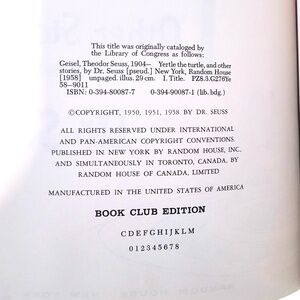 This title was originally cataloged by
the Library of Congress as follows:
Geisel, Theodor Seuss, 1904– Yertle the turtle, and other
stories, by Dr. Seuss [pseud.] New York, Random House
[1958] unpaged. illus. 29 cm. I. Title. PZ8.3.G276Ye
58–9011
ISBN: 0-394-80087-7 0-394-90087-1 (lib. bdg.)
©COPYRIGHT, 1950, 1951, 1958 BY DR. SEUSS
ALL RIGHTS RESERVED UNDER INTERNATIONAL
AND PAN-AMERICAN COPYRIGHT CONVENTIONS.
PUBLISHED IN NEW YORK BY RANDOM HOUSE, INC.
AND SIMULTANEOUSLY IN TORONTO, CANADA, BY
RANDOM HOUSE OF CANADA, LIMITED
MANUFACTURED IN THE UNITED STATES OF AMERICA
BOOK CLUB EDITION
CDEFGHIJKLM
012345678